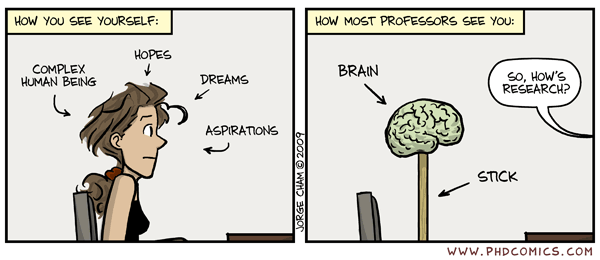 HOW YOU SEE YOURSELF:
HOPES
COMPLEX
HUMAN BEING
DREAMS
ASPIRATIONS
JORGE CHAM © 2009
HOW MOST PROFESSORS SEE YOU:
BRAIN
SO, HOW'S
RESEARCH?
STICK
WWW.PHDCOMICS.COM